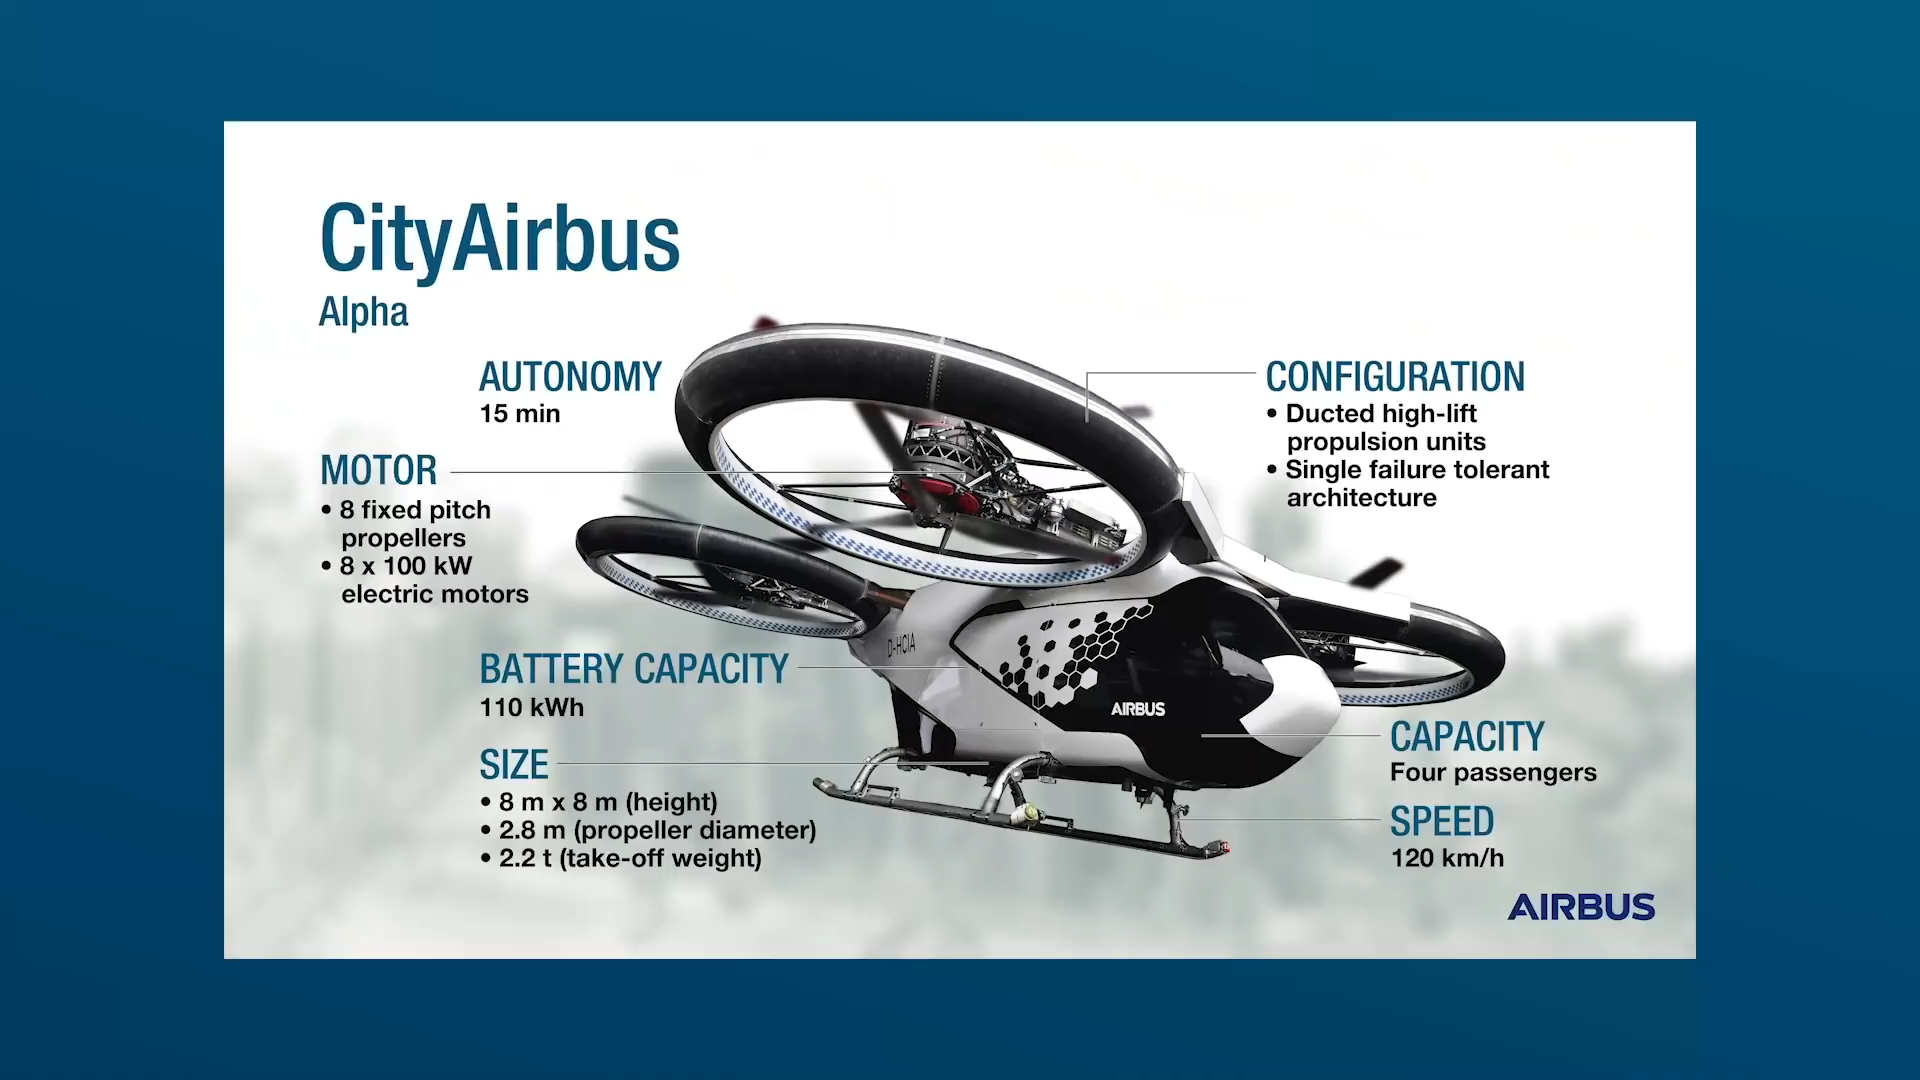 CityAirbus
Alpha
AUTONOMY
15 min
MOTOR
• 8 fixed pitch
propellers
• 8 x 100 kW
electric motors
BATTERY CAPACITY
110 kWh
SIZE
• 8 m x 8 m (height)
• 2.8 m (propeller diameter)
• 2.2 t (take-off weight)
CONFIGURATION
• Ducted high-lift
propulsion units
• Single failure tolerant
architecture
D-HCIA
AIRBUS
CAPACITY
Four passengers
SPEED
120 km/h
AIRBUS